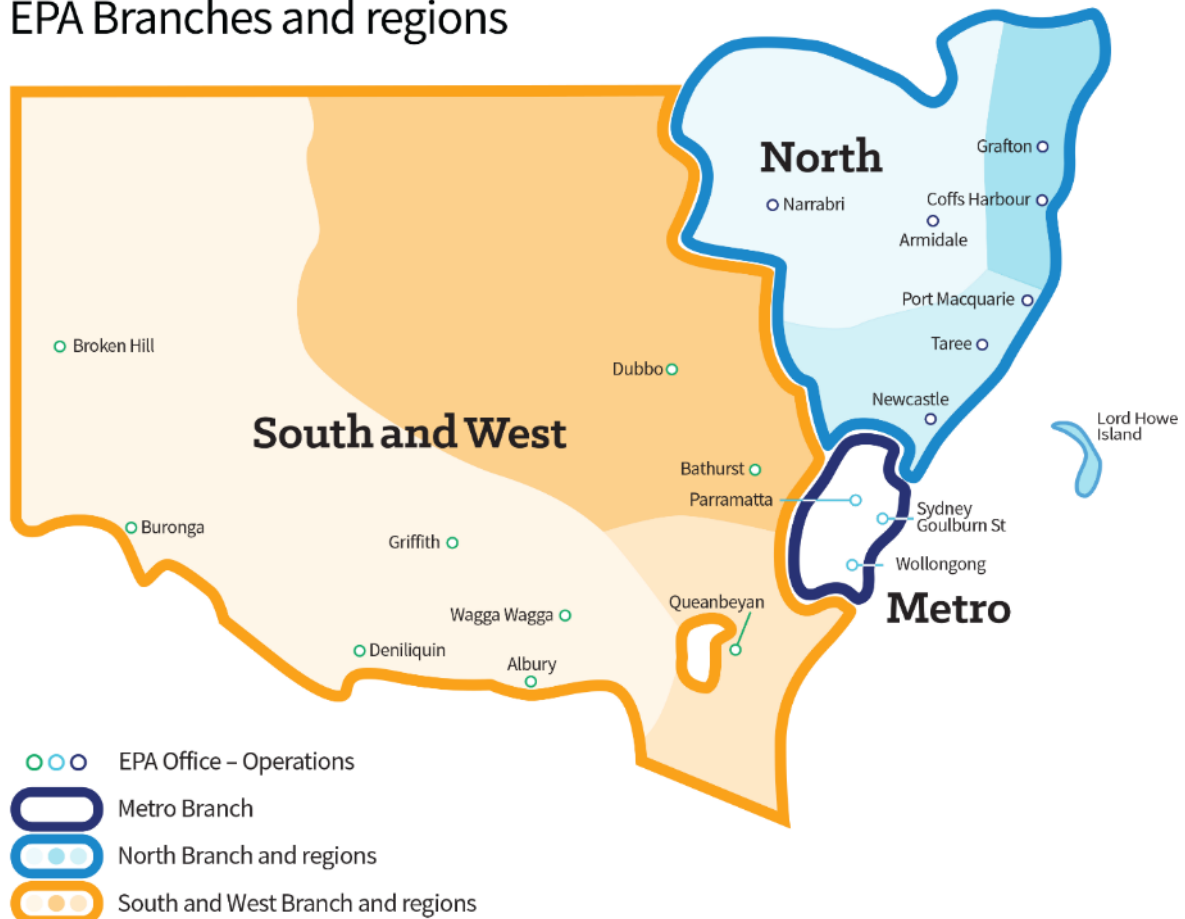 EPA Branches and regions
North
Grafton
Narrabri
Coffs Harbour
Armidale
Port Macquarie
Broken Hill
Taree
Dubbo
Newcastle
Lord Howe
Island
South and West
Bathurst
Parramatta
Sydney
Goulburn St
Buronga
Griffith
Wollongong
Queanbeyan
Metro
Wagga Wagga
Deniliquin
Albury
EPA Office – Operations
Metro Branch
North Branch and regions
South and West Branch and regions